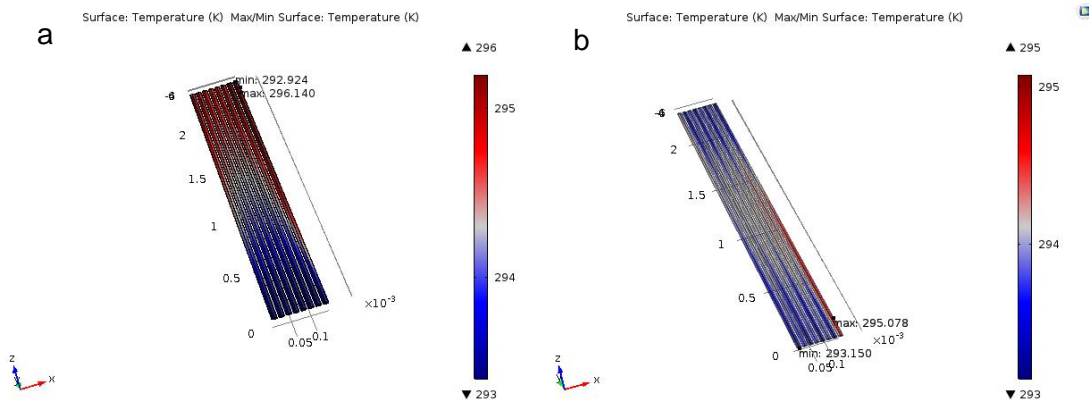 Surface: Temperature (K)  Max/Min Surface: Temperature (K)
a
min: 292.924
max: 296.140
2
1.5
1
0.5
0
0.05
0.1
×10⁻³
z
y
x
▲ 296
295
294
▼ 293
Surface: Temperature (K)  Max/Min Surface: Temperature (K)
b
2
1.5
1
0.5
0
max: 295.078
min: 293.150
0.05
0.1
×10⁻³
z
y
x
▲ 295
295
294
▼ 293